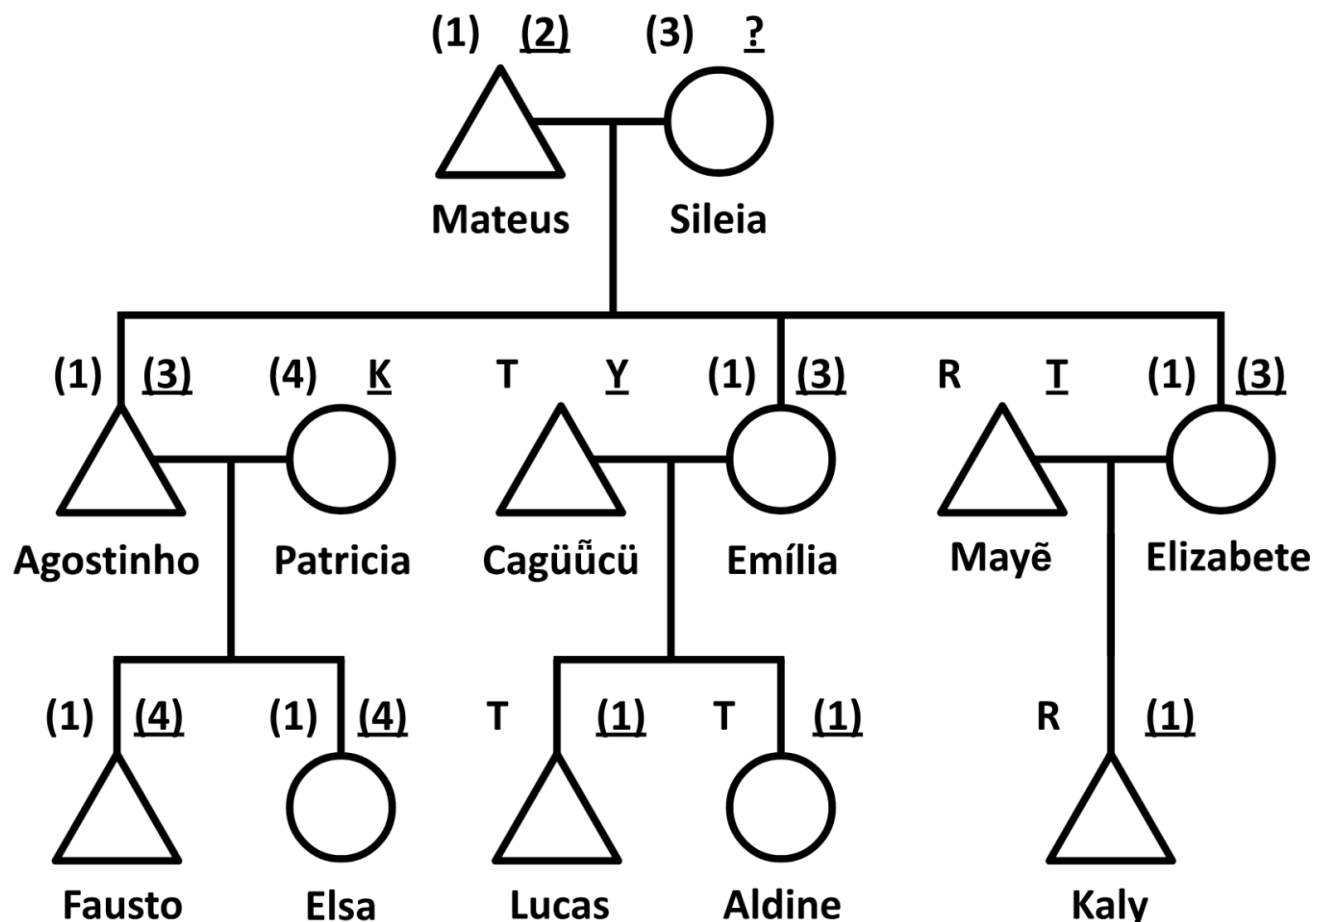 (1) (2) (3) ?
Mateus Sileia
(1) (3) (4) K T Y (1) (3) R T (1) (3)
Agostinho Patricia Cagüü̃cü Emília Mayẽ Elizabete
(1) (4) (1) (4) T (1) T (1) R (1)
Fausto Elsa Lucas Aldine Kaly